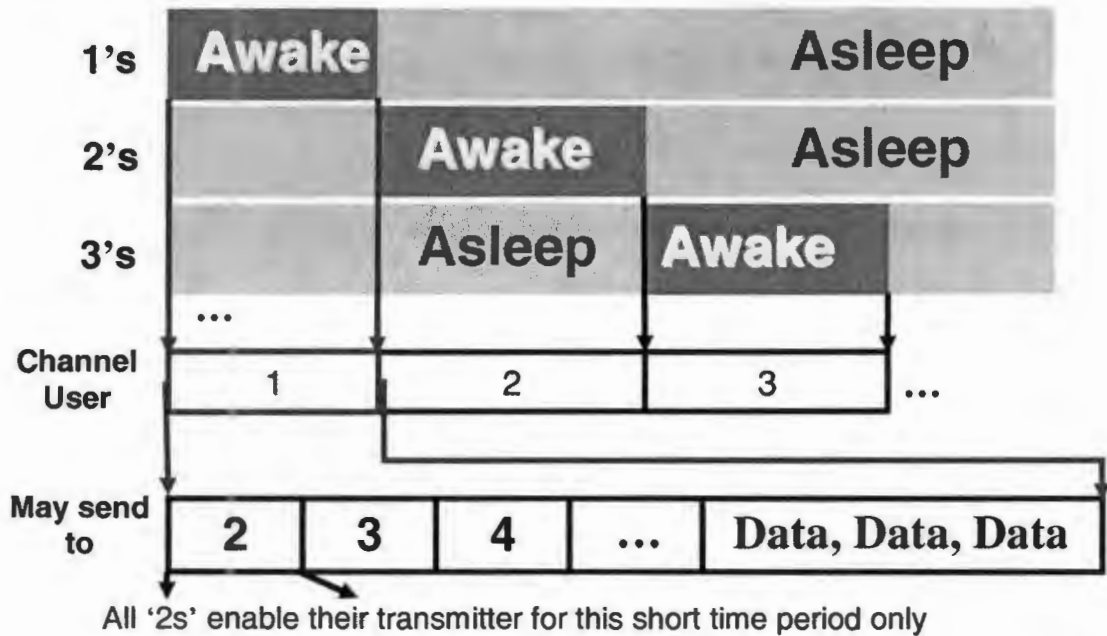 1's Awake Asleep
2's Awake Asleep
3's Asleep Awake
...
Channel User 1 2 3 ...
May send to 2 3 4 ... Data, Data, Data
All '2s' enable their transmitter for this short time period only